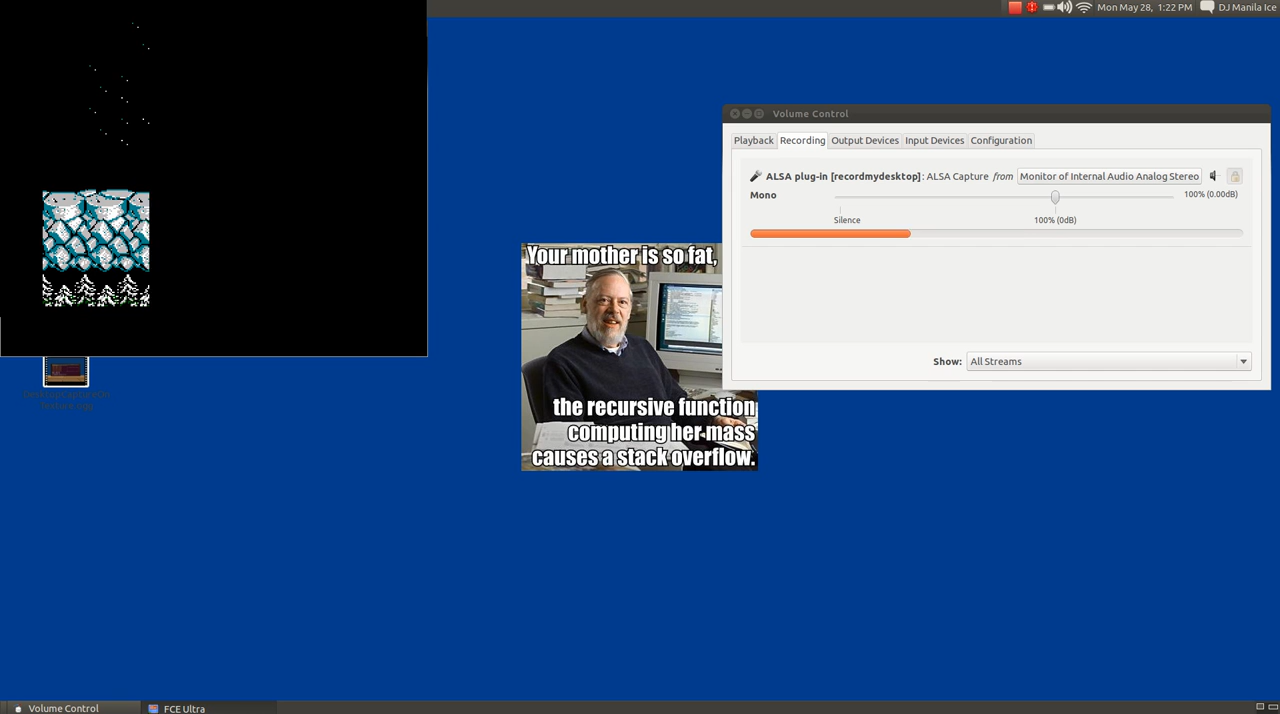 Mon May 28, 1:22 PM DJ Manila Ice
Volume Control
Playback Recording Output Devices Input Devices Configuration
ALSA plug-in [recordmydesktop]: ALSA Capture from Monitor of Internal Audio Analog Stereo
Mono 100% (0.00dB)
Silence 100% (0dB)
Show: All Streams
Your mother is so fat,
the recursive function
computing her mass
causes a stack overflow.
Volume Control FCE Ultra